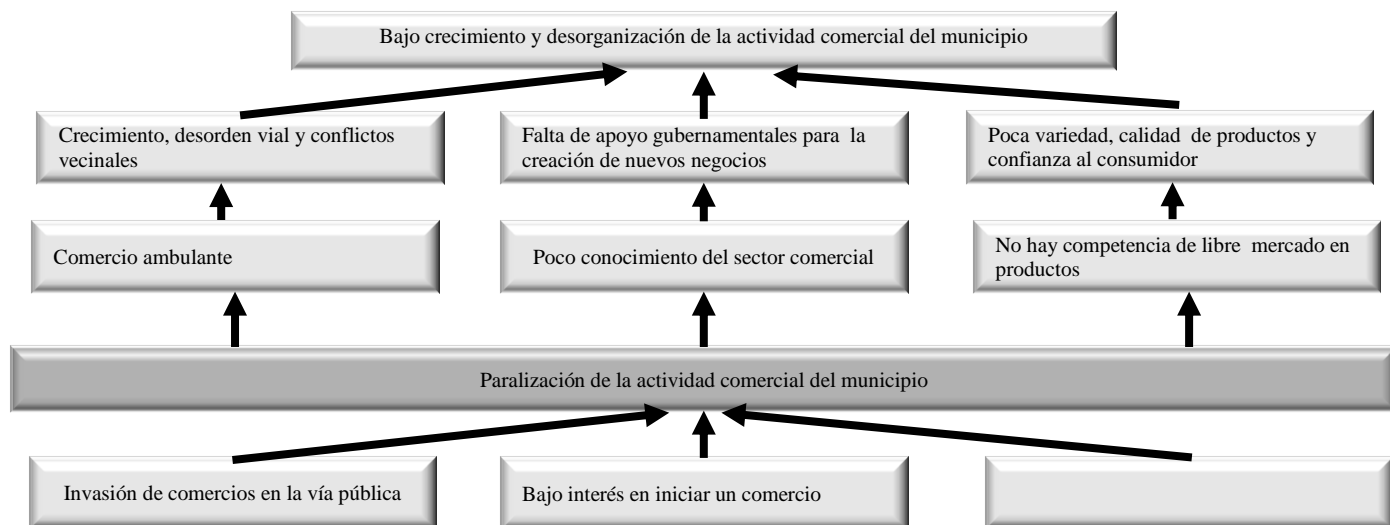 Bajo crecimiento y desorganización de la actividad comercial del municipio
Crecimiento, desorden vial y conflictos
vecinales
Falta de apoyo gubernamentales para la
creación de nuevos negocios
Poca variedad, calidad de productos y
confianza al consumidor
Comercio ambulante
Poco conocimiento del sector comercial
No hay competencia de libre mercado en
productos
Paralización de la actividad comercial del municipio
Invasión de comercios en la vía pública
Bajo interés en iniciar un comercio